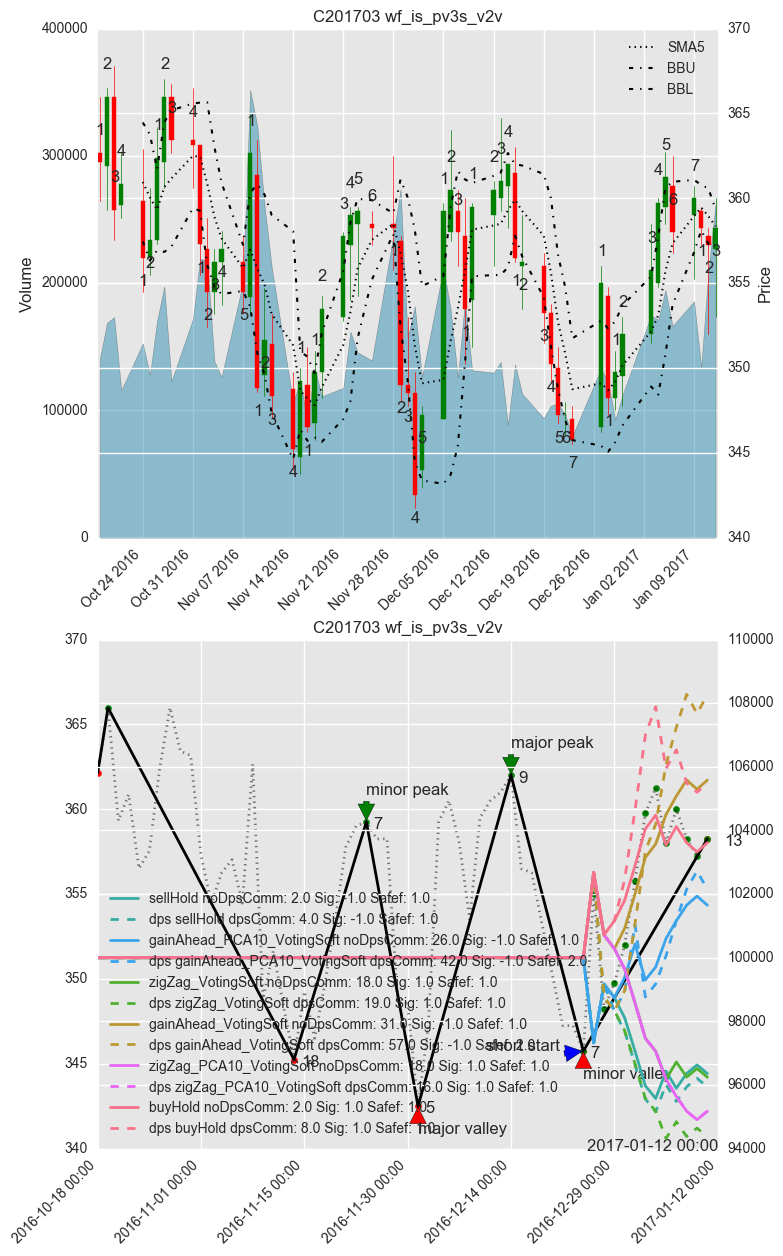 C201703 wf_is_pv3s_v2v
400000
300000
200000
100000
0
Volume
370
365
360
355
350
345
340
Price
SMA5
BBU
BBL
Oct 24 2016
Oct 31 2016
Nov 07 2016
Nov 14 2016
Nov 21 2016
Nov 28 2016
Dec 05 2016
Dec 12 2016
Dec 19 2016
Dec 26 2016
Jan 02 2017
Jan 09 2017
C201703 wf_is_pv3s_v2v
370
365
360
355
350
345
340
110000
108000
106000
104000
102000
100000
98000
96000
94000
major peak
9
minor peak
7
13
sellHold noDpsComm: 2.0 Sig: -1.0 Safef: 1.0
dps sellHold dpsComm: 4.0 Sig: -1.0 Safef: 1.0
gainAhead_PCA10_VotingSoft noDpsComm: 26.0 Sig: -1.0 Safef: 1.0
dps gainAhead_PCA10_VotingSoft dpsComm: 42.0 Sig: -1.0 Safef: 2.0
zigZag_VotingSoft noDpsComm: 18.0 Sig: 1.0 Safef: 1.0
dps zigZag_VotingSoft dpsComm: 19.0 Sig: 1.0 Safef: 1.0
gainAhead_VotingSoft noDpsComm: 31.0 Sig: -1.0 Safef: 1.0
dps gainAhead_VotingSoft dpsComm: 57.0 Sig: -1.0 Safef: 2.0
short start
7
zigZag_PCA10_VotingSoft noDpsComm: 18.0 Sig: 1.0 Safef: 1.0
18
minor valley
dps zigZag_PCA10_VotingSoft dpsComm: 16.0 Sig: 1.0 Safef: 1.0
buyHold noDpsComm: 2.0 Sig: 1.0 Safef: 1.0
5
dps buyHold dpsComm: 8.0 Sig: 1.0 Safef: 1.0
major valley
2017-01-12 00:00
2016-10-18 00:00
2016-11-01 00:00
2016-11-15 00:00
2016-11-30 00:00
2016-12-14 00:00
2016-12-29 00:00
2017-01-12 00:00